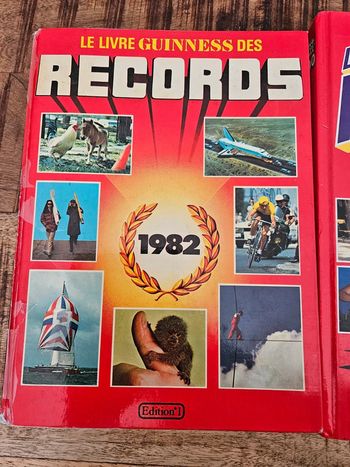 LE LIVRE GUINNESS DES
RECORDS
1982
Edition°1